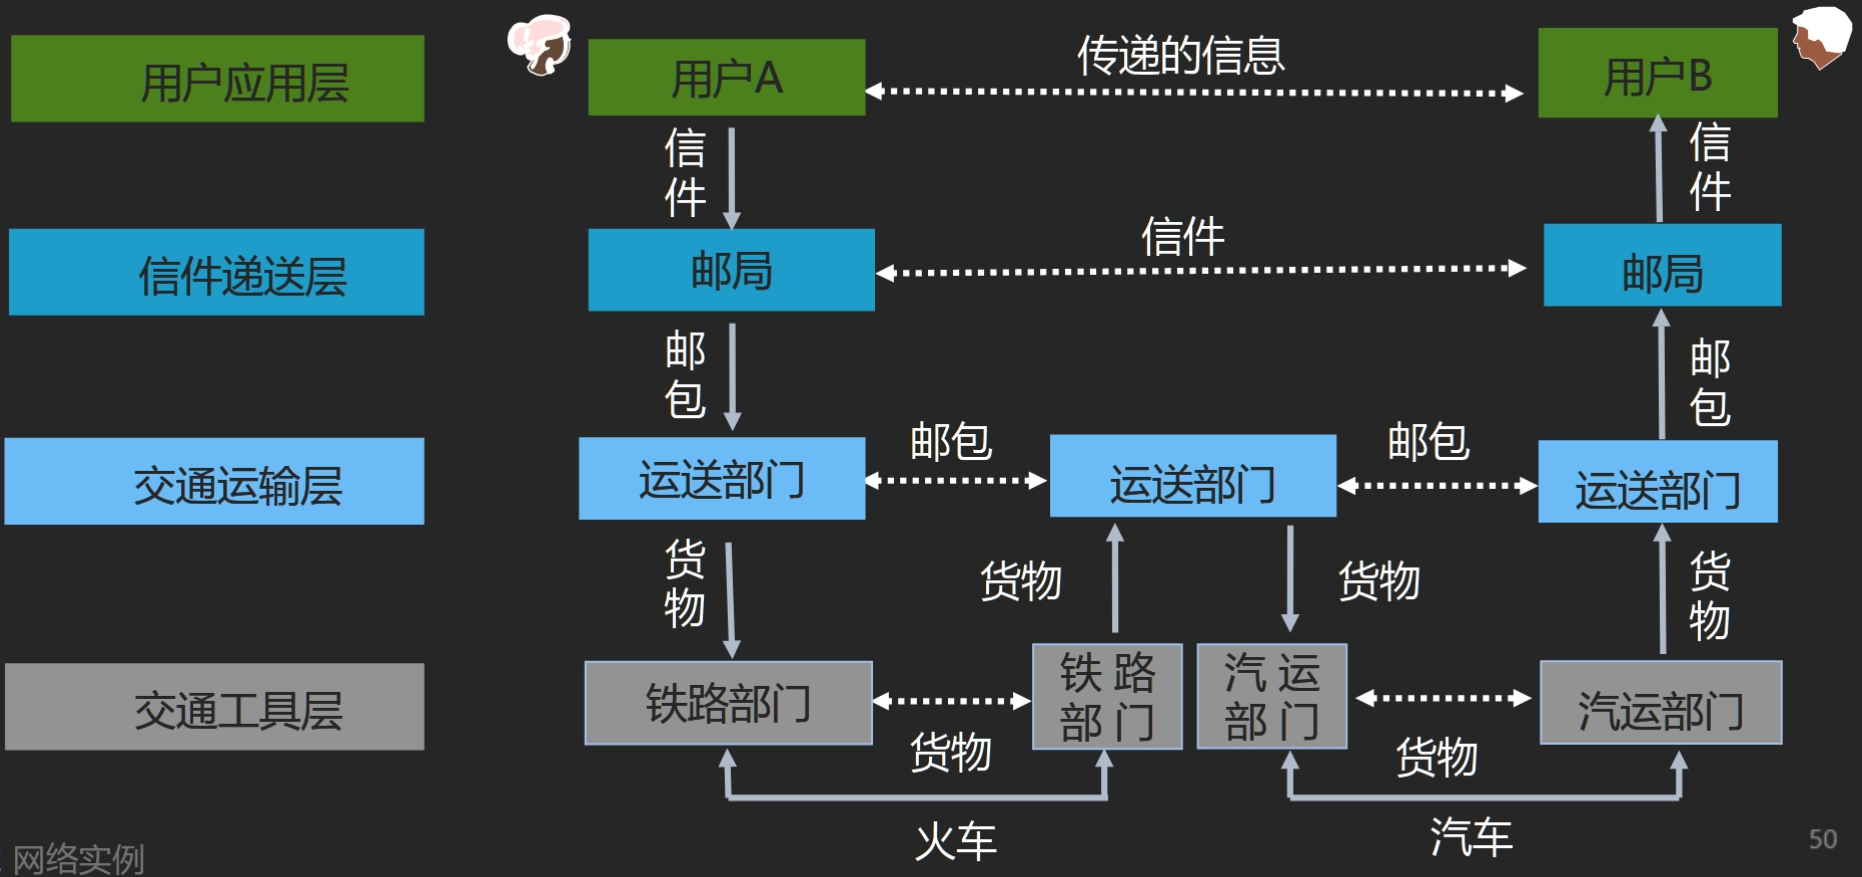 传递的信息
用户应用层
用户A
用户B
信件
信件
信件递送层
邮局
信件
邮局
邮包
邮包
交通运输层
运送部门
邮包
运送部门
邮包
运送部门
货物
货物
货物
货物
交通工具层
铁路部门
货物
铁 路
部 门
汽 运
部 门
货物
汽运部门
火车
汽车
网络实例
50